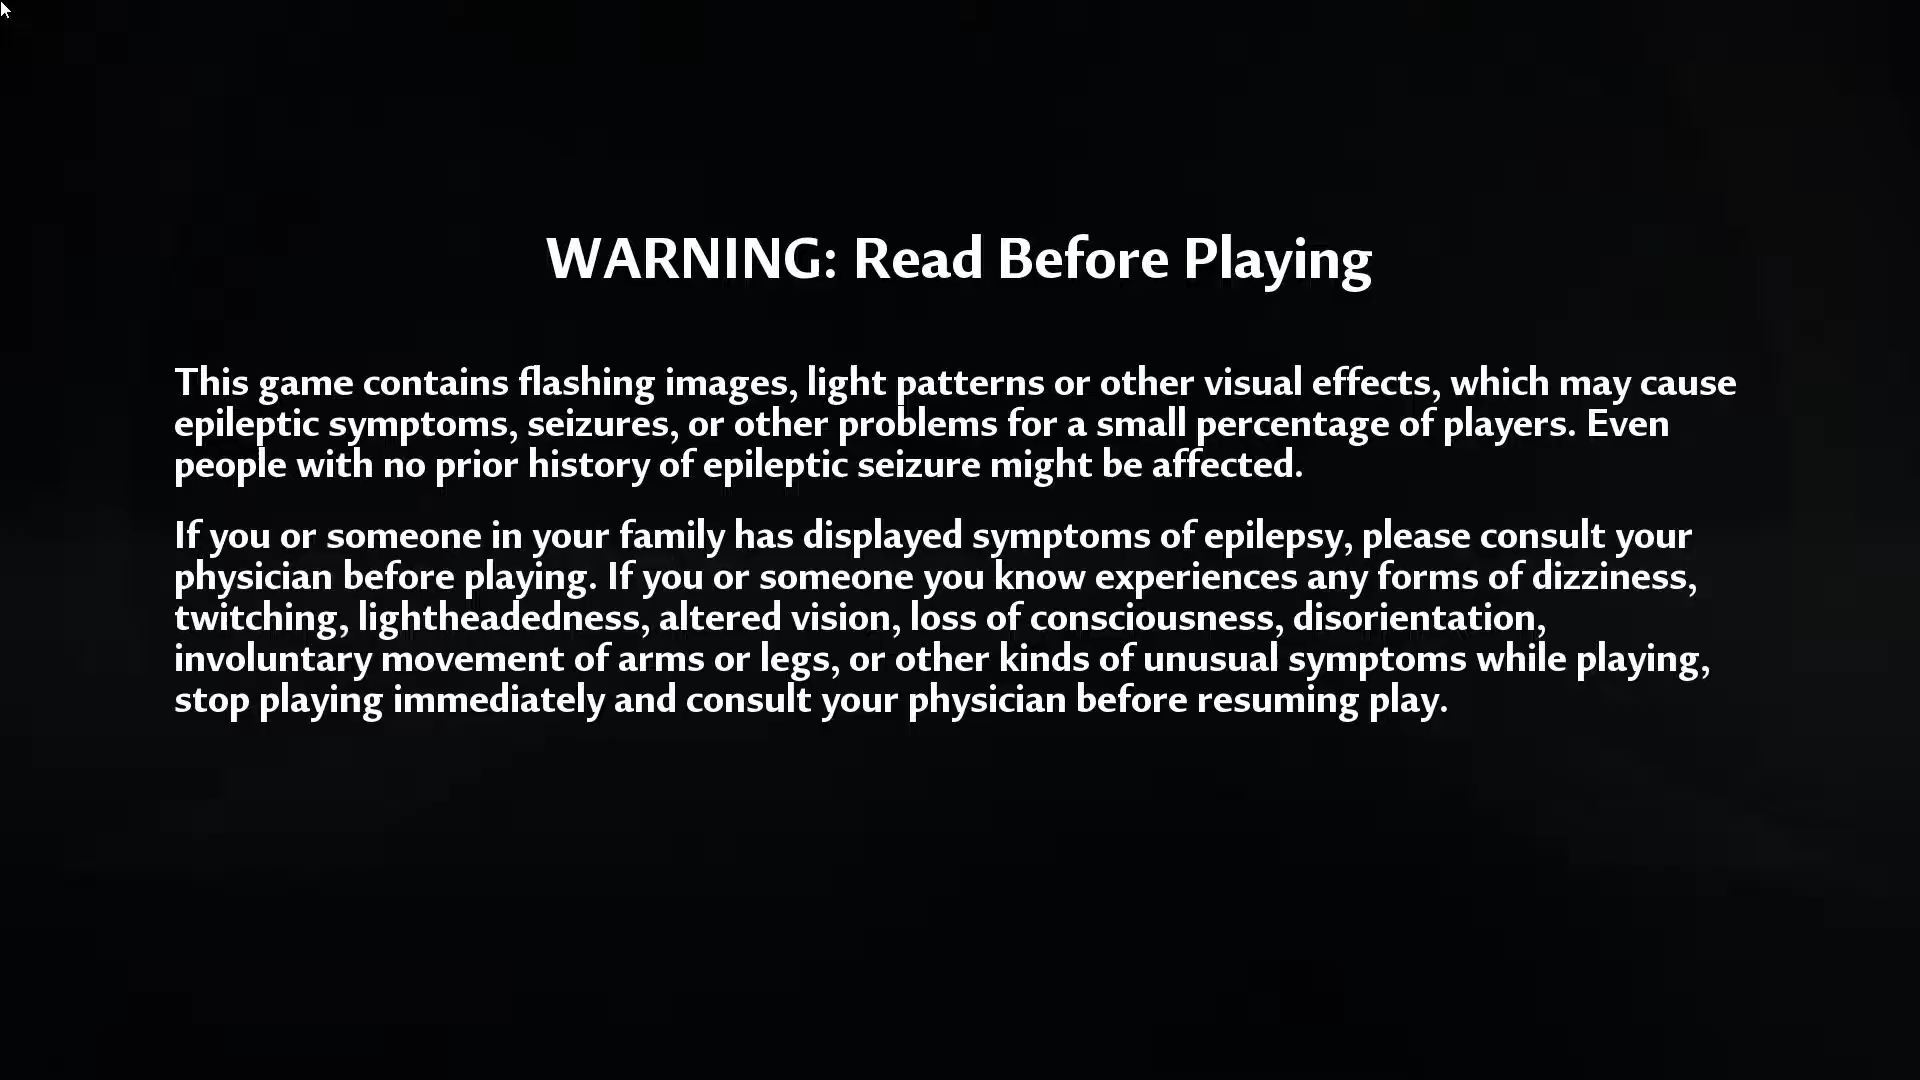 WARNING: Read Before Playing
This game contains flashing images, light patterns or other visual effects, which may cause
epileptic symptoms, seizures, or other problems for a small percentage of players. Even
people with no prior history of epileptic seizure might be affected.
If you or someone in your family has displayed symptoms of epilepsy, please consult your
physician before playing. If you or someone you know experiences any forms of dizziness,
twitching, lightheadedness, altered vision, loss of consciousness, disorientation,
involuntary movement of arms or legs, or other kinds of unusual symptoms while playing,
stop playing immediately and consult your physician before resuming play.